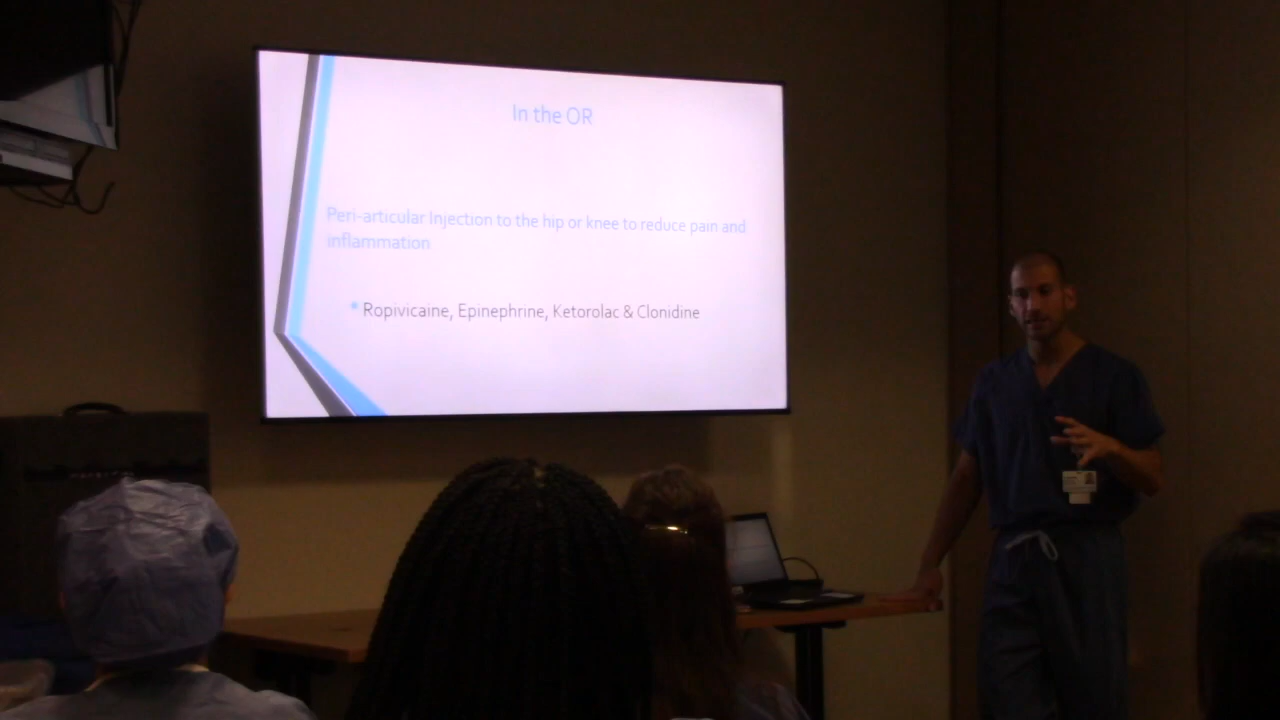 In the OR
Peri-articular Injection to the hip or knee to reduce pain and
inflammation
Ropivicaine, Epinephrine, Ketorolac & Clonidine